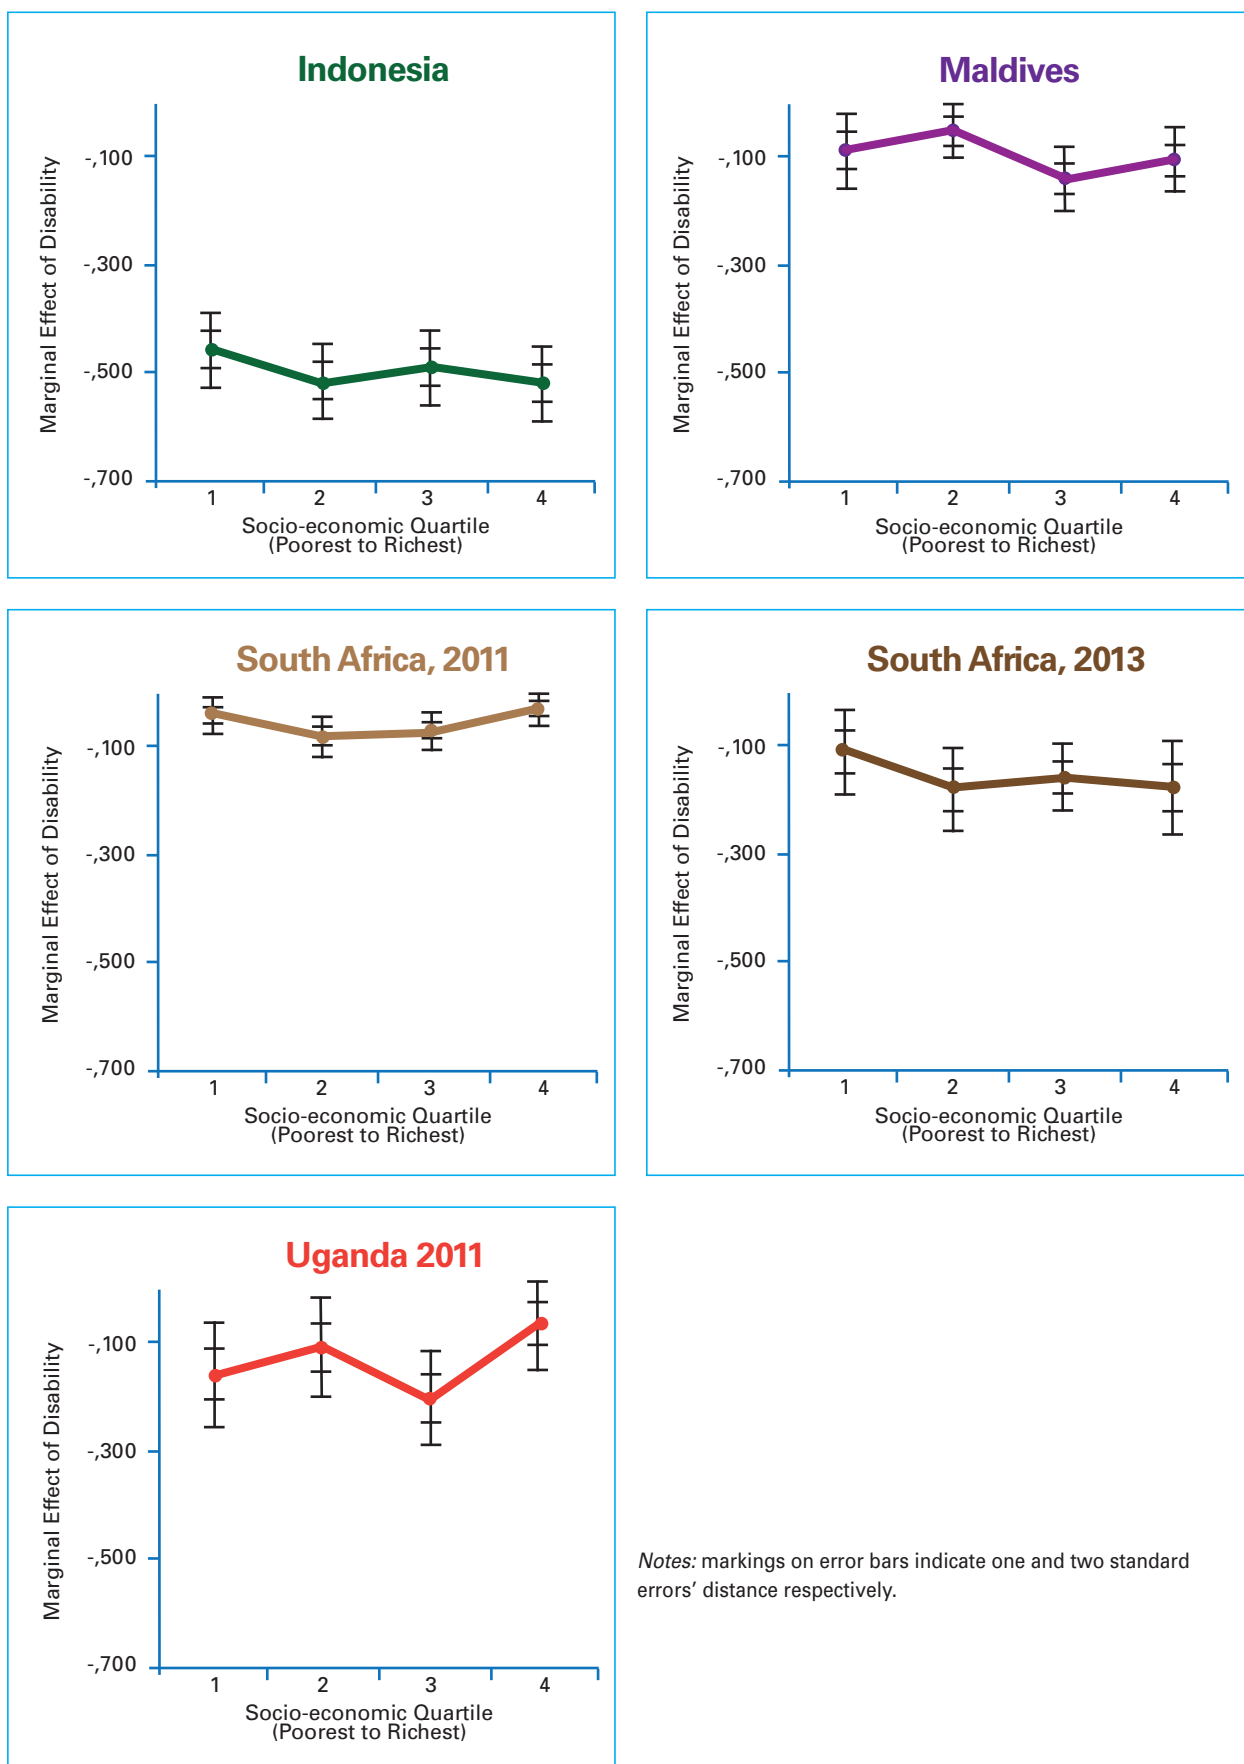 Indonesia
Marginal Effect of Disability
-,100
-,300
-,500
-,700
1 2 3 4
Socio-economic Quartile
(Poorest to Richest)
Maldives
Marginal Effect of Disability
-,100
-,300
-,500
-,700
1 2 3 4
Socio-economic Quartile
(Poorest to Richest)
South Africa, 2011
Marginal Effect of Disability
-,100
-,300
-,500
-,700
1 2 3 4
Socio-economic Quartile
(Poorest to Richest)
South Africa, 2013
Marginal Effect of Disability
-,100
-,300
-,500
-,700
1 2 3 4
Socio-economic Quartile
(Poorest to Richest)
Uganda 2011
Marginal Effect of Disability
-,100
-,300
-,500
-,700
1 2 3 4
Socio-economic Quartile
(Poorest to Richest)
Notes: markings on error bars indicate one and two standard
errors’ distance respectively.